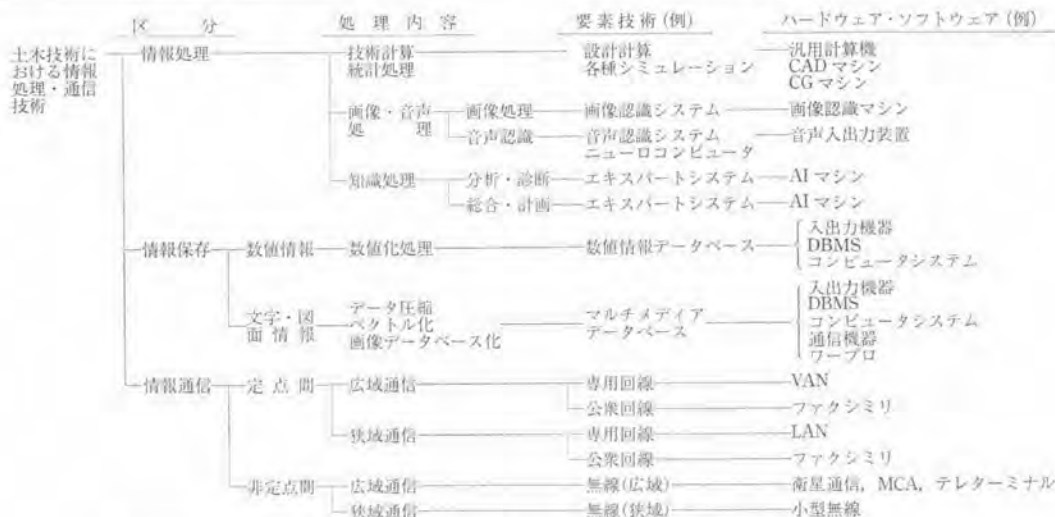 区 分 処 理 内 容 要素技術(例) ハードウェア・ソフトウェア(例)
土木技術に
おける情報
処理・通信
技術
情報処理 技術計算 設計計算 汎用計算機
統計処理 各種シミュレーション CADマシン
CGマシン
画像・音声 画像処理 画像認識システム 画像認識マシン
処 理
音声認識 音声認識システム 音声入出力装置
ニューロコンピュータ
知識処理 分析・診断 エキスパートシステム AIマシン
総合・計画 エキスパートシステム AIマシン
情報保存 数値情報 数値化処理 数値情報データベース 入出力機器
DBMS
コンピュータシステム
文字・図 データ圧縮 マルチメディア 入出力機器
面 情 報 ベクトル化 データベース DBMS
画像データベース化 コンピュータシステム
通信機器
ワープロ
情報通信 定 点 間 広域通信 専用回線 VAN
公衆回線 ファクシミリ
狭域通信 専用回線 LAN
公衆回線 ファクシミリ
非定点間 広域通信 無線(広域) 衛星通信,MCA,テレターミナル
狭域通信 無線(狭域) 小型無線